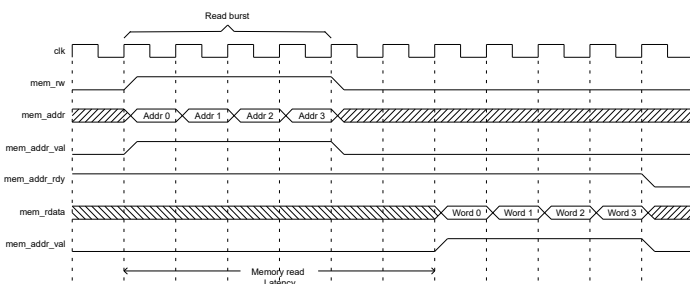 Read burst
clk
mem_rw
mem_addr
Addr 0 Addr 1 Addr 2 Addr 3
mem_addr_val
mem_addr_rdy
mem_rdata
Word 0 Word 1 Word 2 Word 3
mem_addr_val
Memory read
Latency